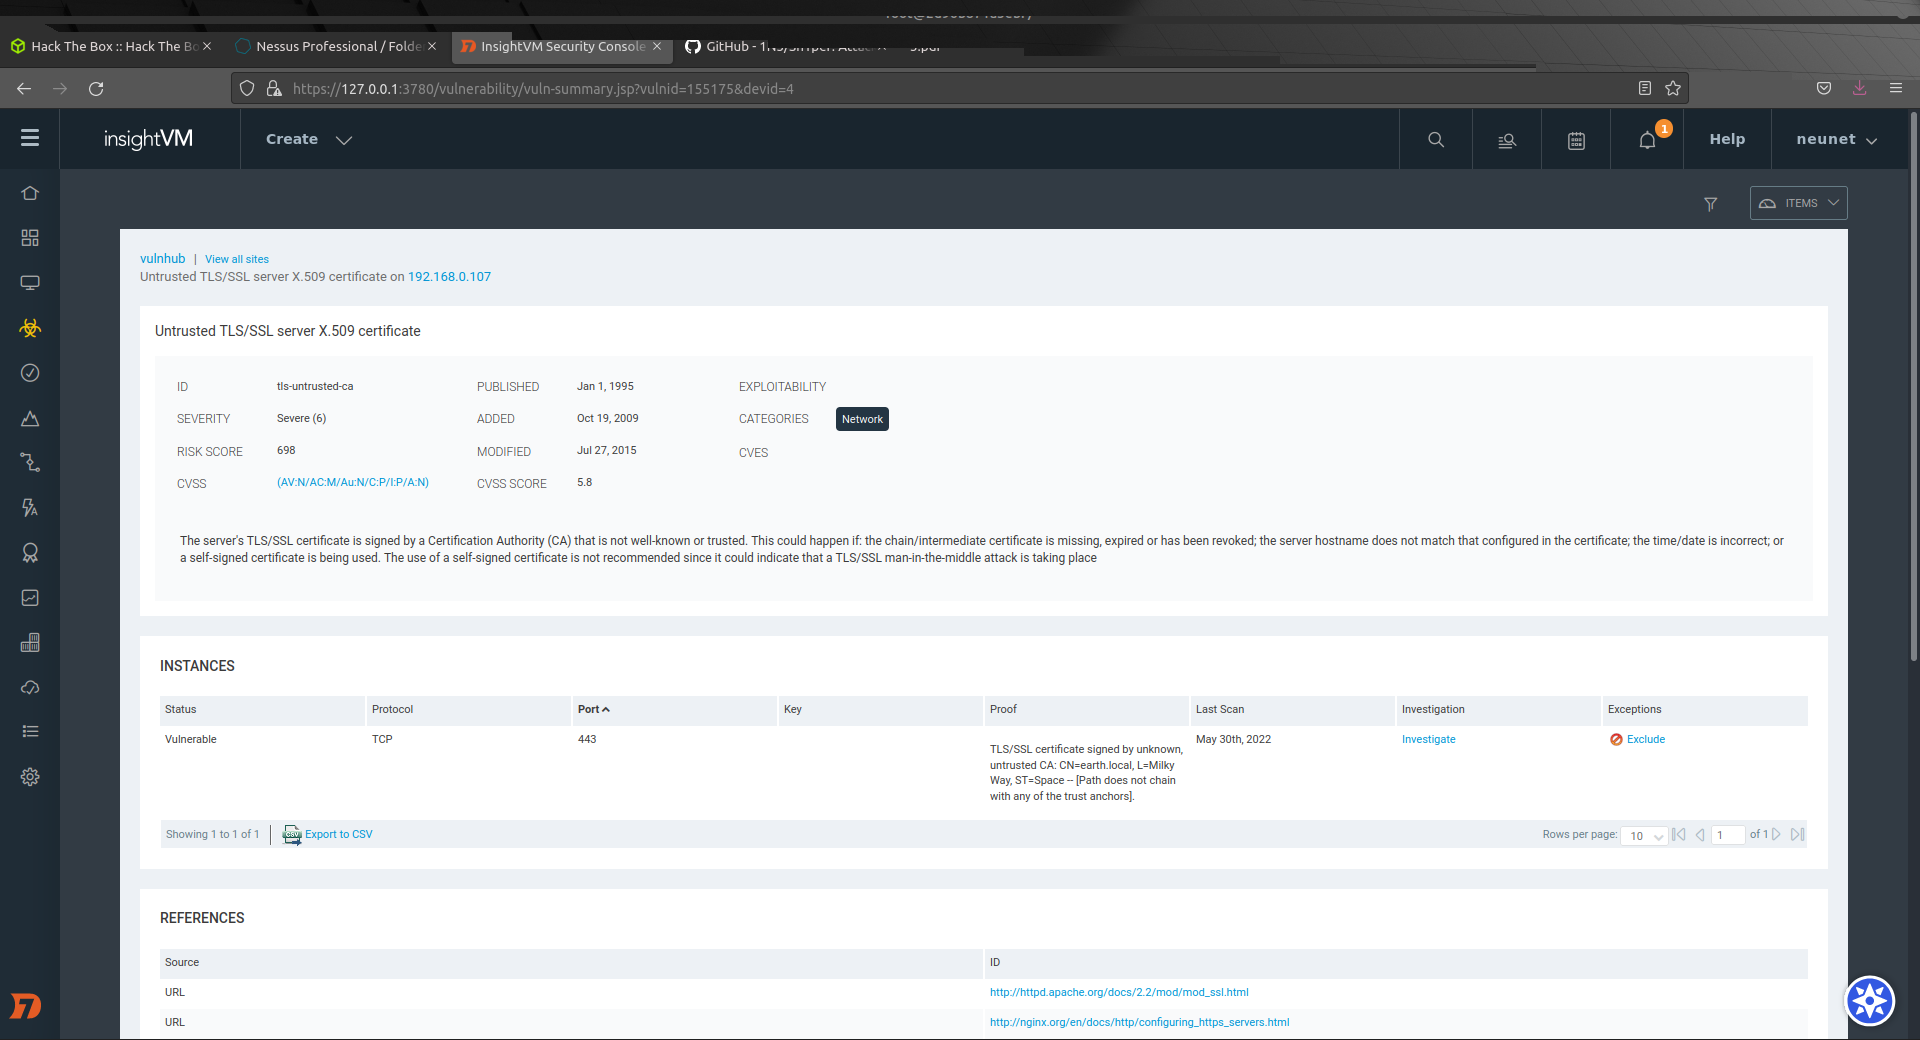 Hack The Box :: Hack The Bo
Nessus Professional / Folde
InsightVM Security Console
GitHub - 1N3/Sn1per: Attac
https://127.0.0.1:3780/vulnerability/vuln-summary.jsp?vulnid=155175&devid=4
insightVM
Create
1
Help
neunet
ITEMS
vulnhub | View all sites
Untrusted TLS/SSL server X.509 certificate on 192.168.0.107
Untrusted TLS/SSL server X.509 certificate
ID tls-untrusted-ca PUBLISHED Jan 1, 1995 EXPLOITABILITY
SEVERITY Severe (6) ADDED Oct 19, 2009 CATEGORIES Network
RISK SCORE 698 MODIFIED Jul 27, 2015 CVES
CVSS (AV:N/AC:M/Au:N/C:P/I:P/A:N) CVSS SCORE 5.8
The server's TLS/SSL certificate is signed by a Certification Authority (CA) that is not well-known or trusted. This could happen if: the chain/intermediate certificate is missing, expired or has been revoked; the server hostname does not match that configured in the certificate; the time/date is incorrect; or
a self-signed certificate is being used. The use of a self-signed certificate is not recommended since it could indicate that a TLS/SSL man-in-the-middle attack is taking place
INSTANCES
Status Protocol Port Key Proof Last Scan Investigation Exceptions
Vulnerable TCP 443 May 30th, 2022 Investigate Exclude
TLS/SSL certificate signed by unknown,
untrusted CA: CN=earth.local, L=Milky
Way, ST=Space -- [Path does not chain
with any of the trust anchors].
Showing 1 to 1 of 1 Export to CSV Rows per page: 10 1 of 1
REFERENCES
Source ID
URL http://httpd.apache.org/docs/2.2/mod/mod_ssl.html
URL http://nginx.org/en/docs/http/configuring_https_servers.html